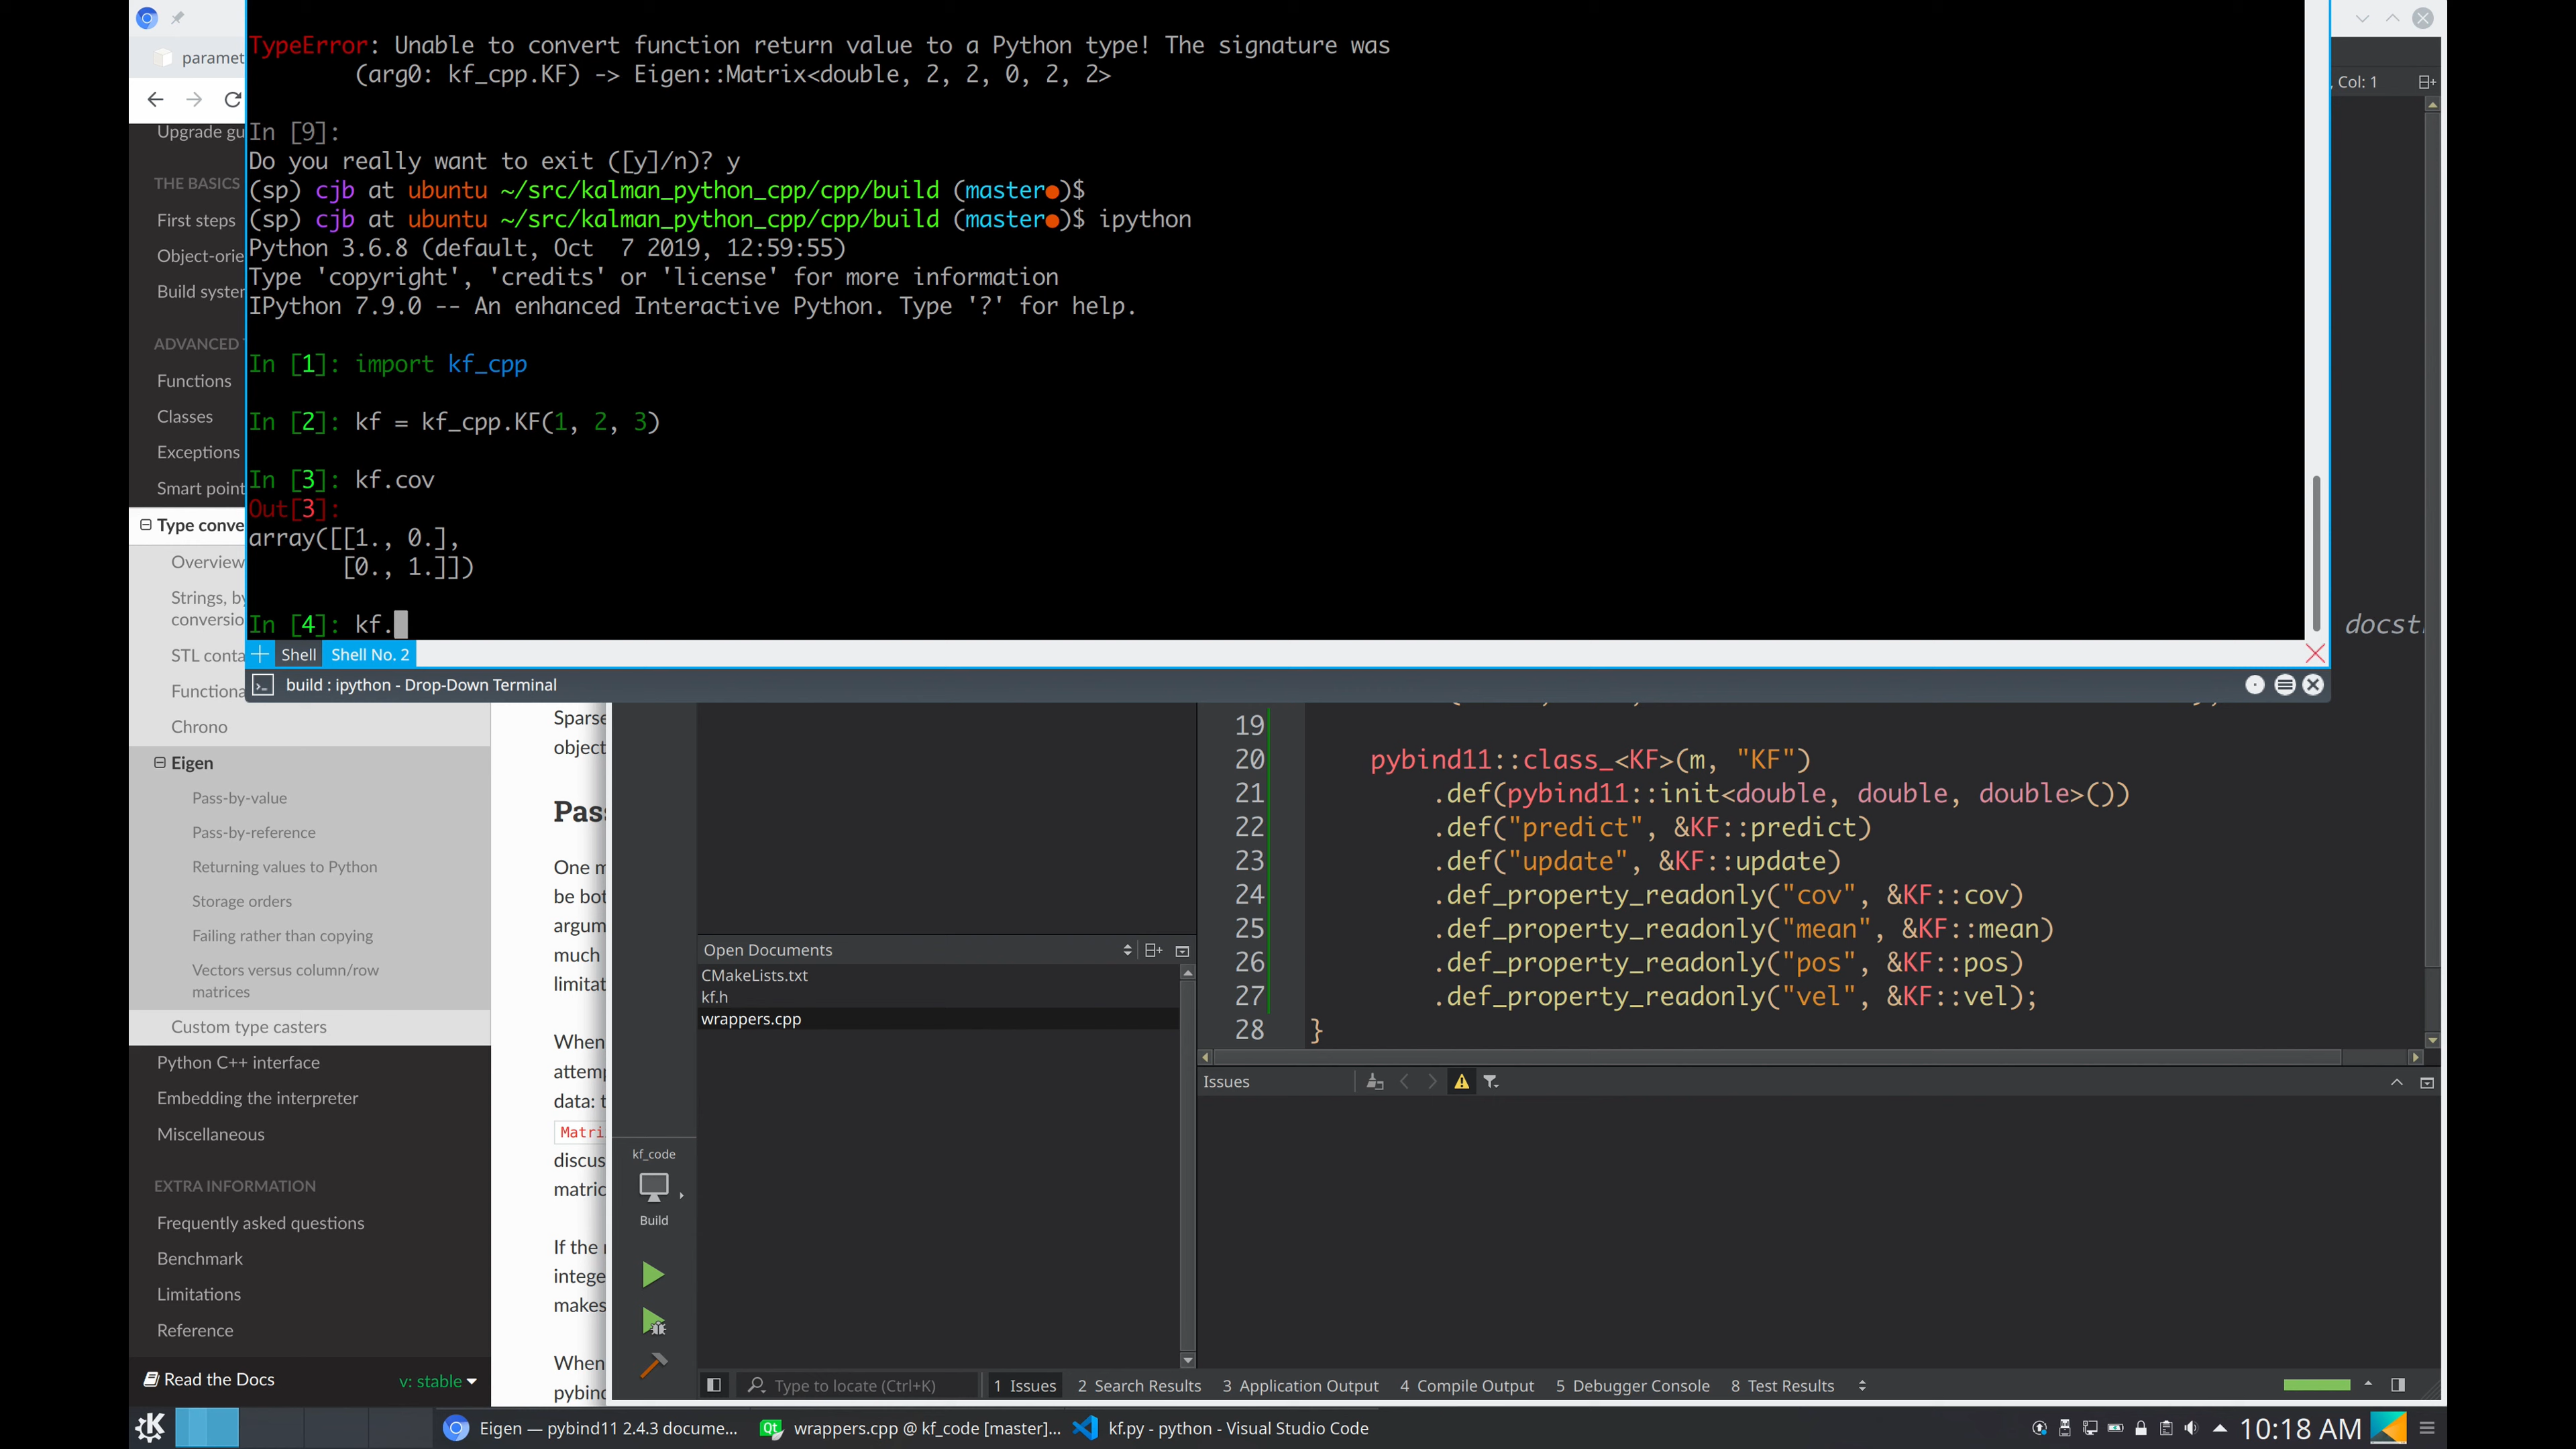 TypeError: Unable to convert function return value to a Python type! The signature was
(arg0: kf_cpp.KF) -> Eigen::Matrix<double, 2, 2, 0, 2, 2>
In [9]:
Do you really want to exit ([y]/n)? y
(sp) cjb at ubuntu ~/src/kalman_python_cpp/cpp/build (master●)$
(sp) cjb at ubuntu ~/src/kalman_python_cpp/cpp/build (master●)$ ipython
Python 3.6.8 (default, Oct  7 2019, 12:59:55)
Type 'copyright', 'credits' or 'license' for more information
IPython 7.9.0 -- An enhanced Interactive Python. Type '?' for help.
In [1]: import kf_cpp
In [2]: kf = kf_cpp.KF(1, 2, 3)
In [3]: kf.cov
Out[3]:
array([[1., 0.],
[0., 1.]])
In [4]: kf.
Shell
Shell No. 2
build : ipython - Drop-Down Terminal
paramet
Upgrade gu
THE BASICS
First steps
Object-orie
Build syster
ADVANCED T
Functions
Classes
Exceptions
Smart point
Type conve
Overview
Strings, by
conversio
STL conta
Functiona
Chrono
Eigen
Pass-by-value
Pass-by-reference
Returning values to Python
Storage orders
Failing rather than copying
Vectors versus column/row
matrices
Custom type casters
Python C++ interface
Embedding the interpreter
Miscellaneous
EXTRA INFORMATION
Frequently asked questions
Benchmark
Limitations
Reference
Read the Docs
v: stable
Sparse
object
Pass
One m
be bot
argum
much
limitat
When
attemp
data: t
Matri
discus
matric
If the r
intege
makes
When
pybind
, Col: 1
docst
19
20 pybind11::class_<KF>(m, "KF")
21 .def(pybind11::init<double, double, double>())
22 .def("predict", &KF::predict)
23 .def("update", &KF::update)
24 .def_property_readonly("cov", &KF::cov)
25 .def_property_readonly("mean", &KF::mean)
26 .def_property_readonly("pos", &KF::pos)
27 .def_property_readonly("vel", &KF::vel);
28 }
Open Documents
CMakeLists.txt
kf.h
wrappers.cpp
Issues
kf_code
Build
Type to locate (Ctrl+K)
1 Issues
2 Search Results
3 Application Output
4 Compile Output
5 Debugger Console
8 Test Results
Eigen — pybind11 2.4.3 docume...
wrappers.cpp @ kf_code [master]...
kf.py - python - Visual Studio Code
10:18 AM